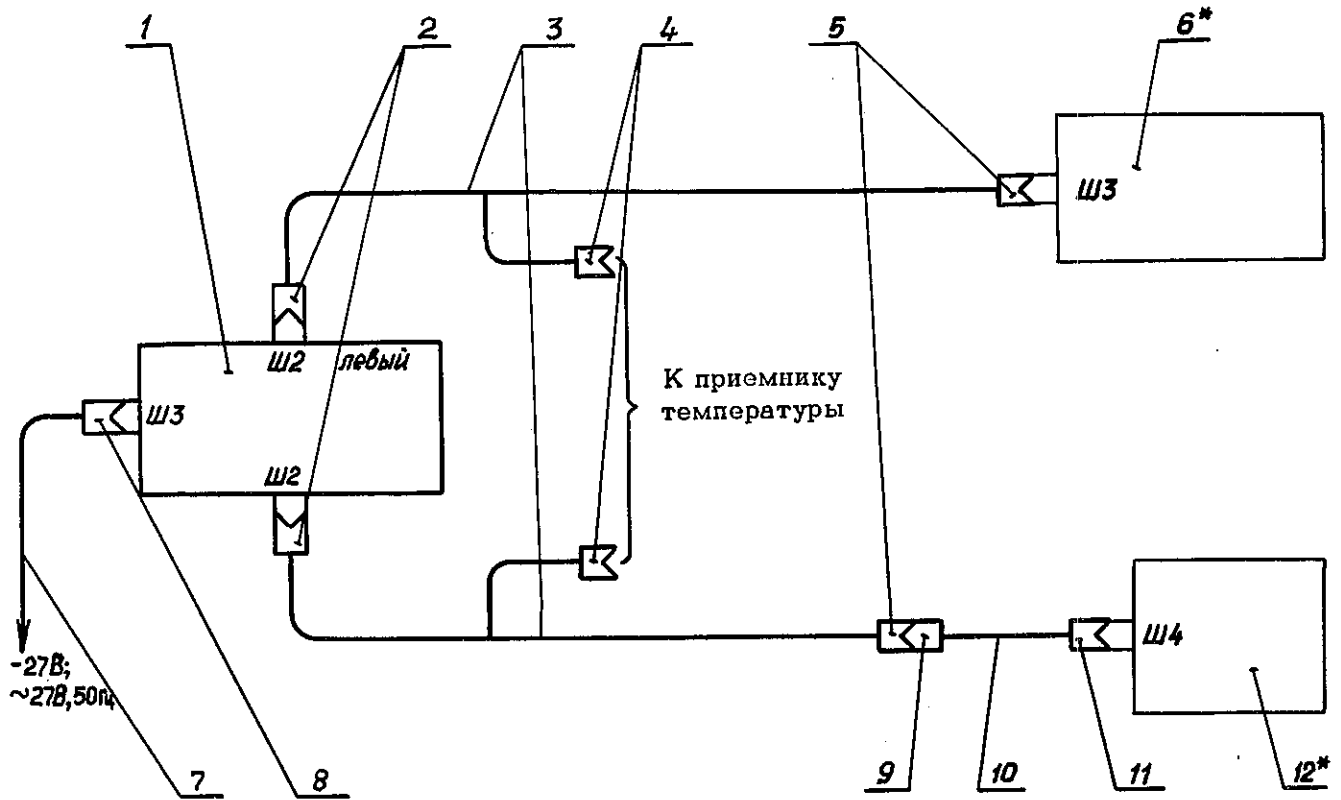 1
2
3
4
5
6*
Ш3
Ш2 левый
Ш3
К приемнику
температуры
Ш2
Ш4
-27В;
~27В,50гц
7
8
9
10
11
12*